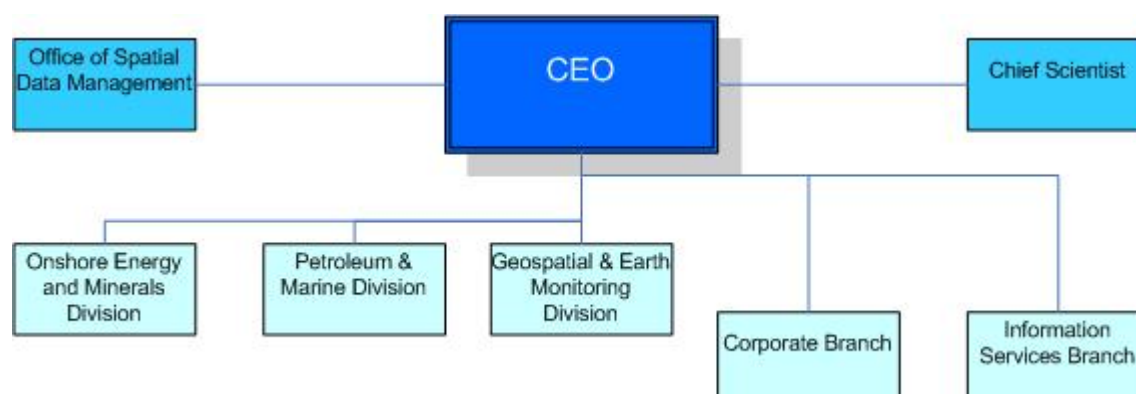 Office of Spatial
Data Management
CEO
Chief Scientist
Onshore Energy
and Minerals
Division
Petroleum &
Marine Division
Geospatial & Earth
Monitoring
Division
Corporate Branch
Information
Services Branch